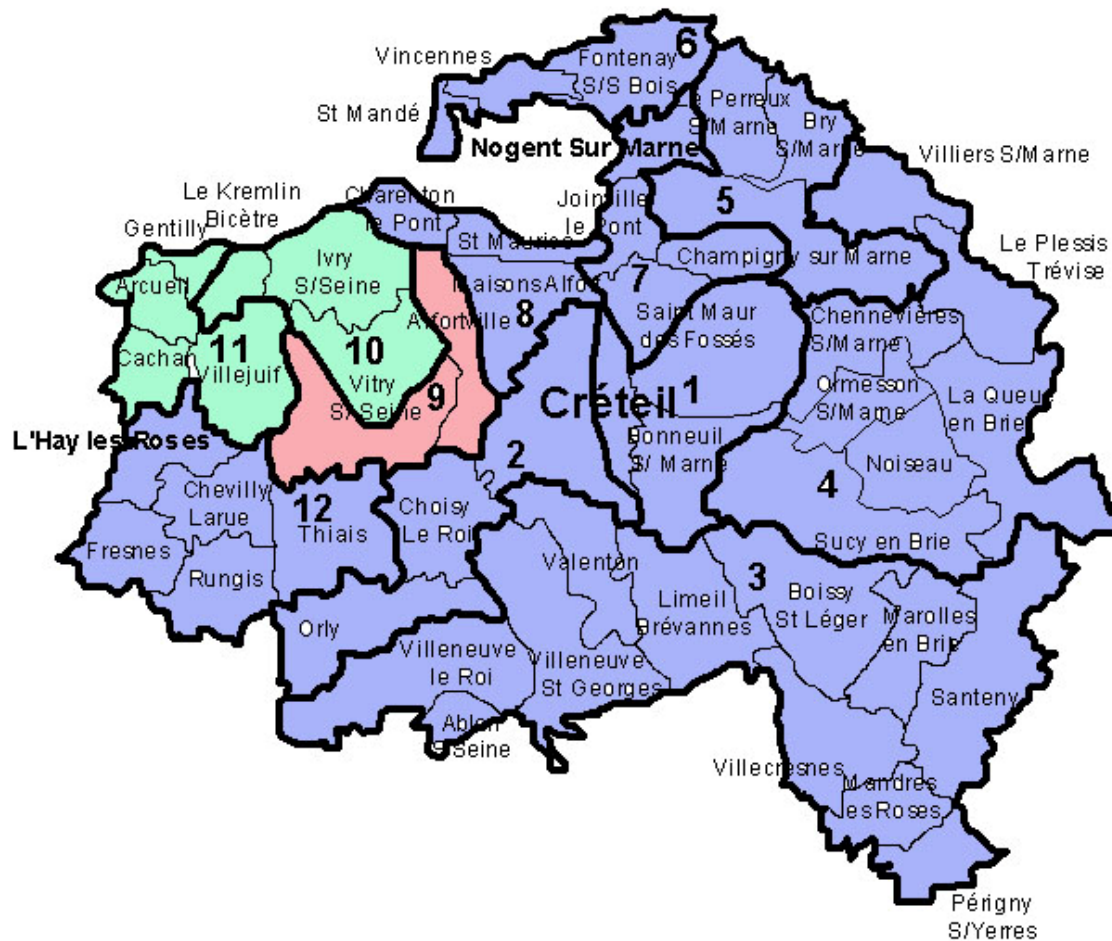 6
Vincennes
Fontenay
S/S Bois
St Mandé
Le Perreux
S/Marne
Bry
S/Marne
Nogent Sur Marne
Villiers S/Marne
Le Kremlin
Bicètre
Gentilly
Charenton
le Pont
Joinville
le Pont
5
St Maurice
Le Plessis
Trévise
Ivry
S/Seine
Champigny sur Marne
Arcueil
Maisons Alfort
7
8
Alfortville
Saint Maur
des Fossés
Chennevières
S/Marne
Cachan
11
Villejuif
10
Vitry
S/Seine
9
Créteil
1
Ormesson
S/Marne
La Queue
en Brie
L'Hay les Roses
Bonneuil
S/ Marne
2
Noiseau
4
Chevilly
Larue
12
Thiais
Choisy
Le Roi
Sucy en Brie
Fresnes
Rungis
Valenton
3
Boissy
St Léger
Limeil
Brévannes
Marolles
en Brie
Orly
Villeneuve
le Roi
Villeneuve
St Georges
Santeny
Ablon
S/Seine
Villecresnes
Mandres
les Roses
Périgny
S/Yerres